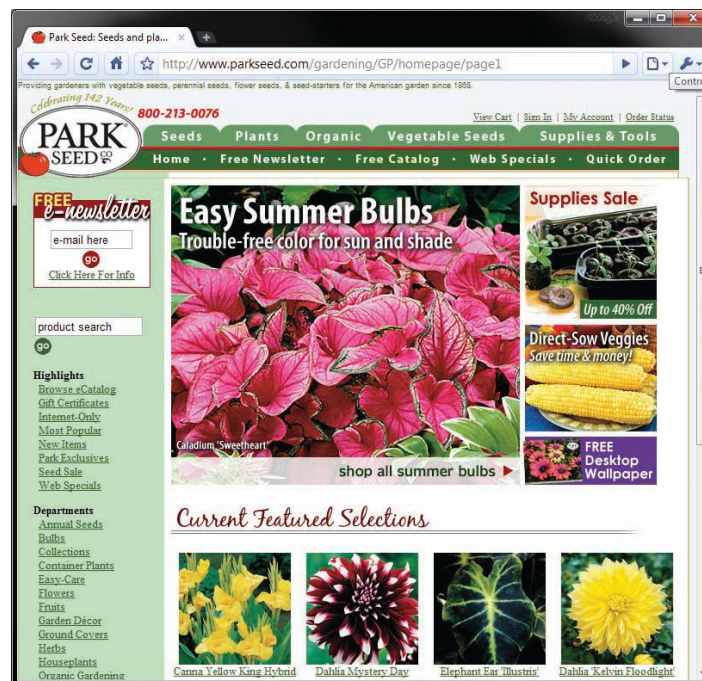 Google
Park Seed: Seeds and pla...
http://www.parkseed.com/gardening/GP/homepage/page1
Contro
Providing gardeners with vegetable seeds, perennial seeds, flower seeds, & seed-starters for the American garden since 1868.
Celebrating 142 Years!
800-213-0076
View Cart | Sign In | My Account | Order Status
PARK
SEED CO
Seeds Plants Organic Vegetable Seeds Supplies & Tools
Home · Free Newsletter · Free Catalog · Web Specials · Quick Order
FREE
e-newsletter
e-mail here
go
Click Here For Info
product search
go
Highlights
Browse eCatalog
Gift Certificates
Internet-Only
Most Popular
New Items
Park Exclusives
Seed Sale
Web Specials
Departments
Annual Seeds
Bulbs
Collections
Container Plants
Easy-Care
Flowers
Fruits
Garden Décor
Ground Covers
Herbs
Houseplants
Organic Gardening
Easy Summer Bulbs
Trouble-free color for sun and shade
Caladium 'Sweetheart'
shop all summer bulbs
Supplies Sale
Up to 40% Off
Direct-Sow Veggies
Save time & money!
FREE
Desktop
Wallpaper
Current Featured Selections
Canna Yellow King Hybrid
Dahlia Mystery Day
Elephant Ear 'Illustris'
Dahlia 'Kelvin Floodlight'